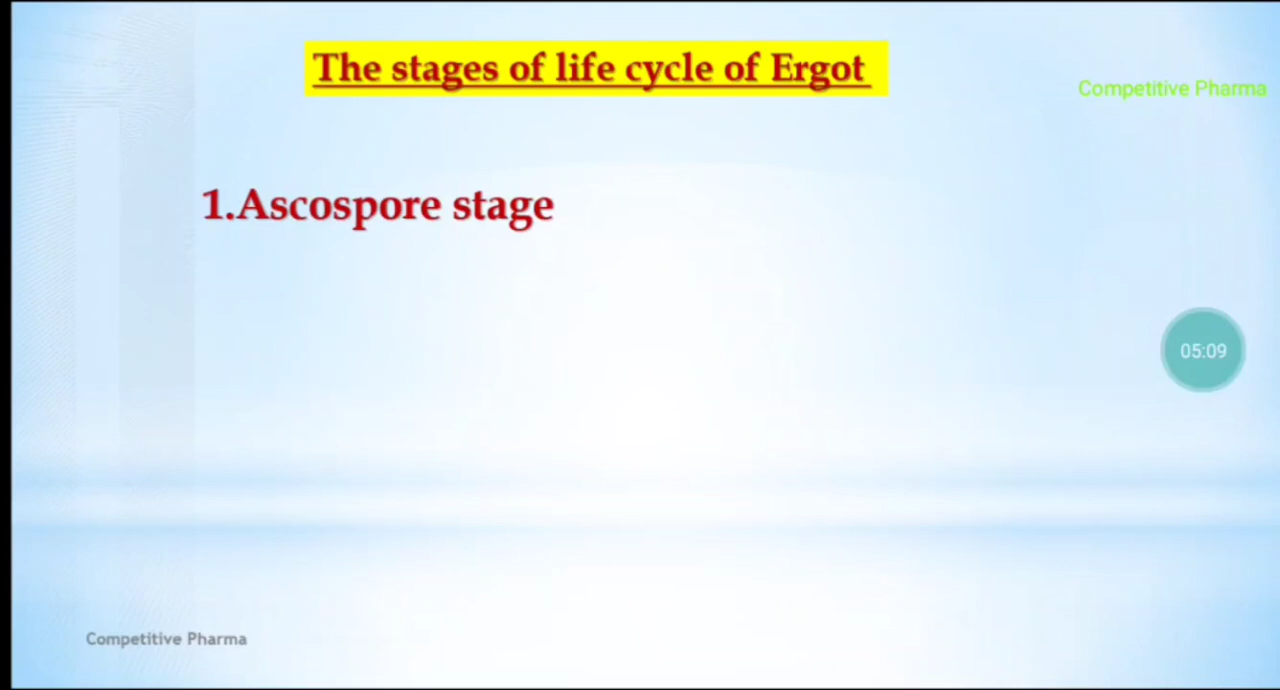 The stages of life cycle of Ergot
Competitive Pharma
1.Ascospore stage
05:09
Competitive Pharma